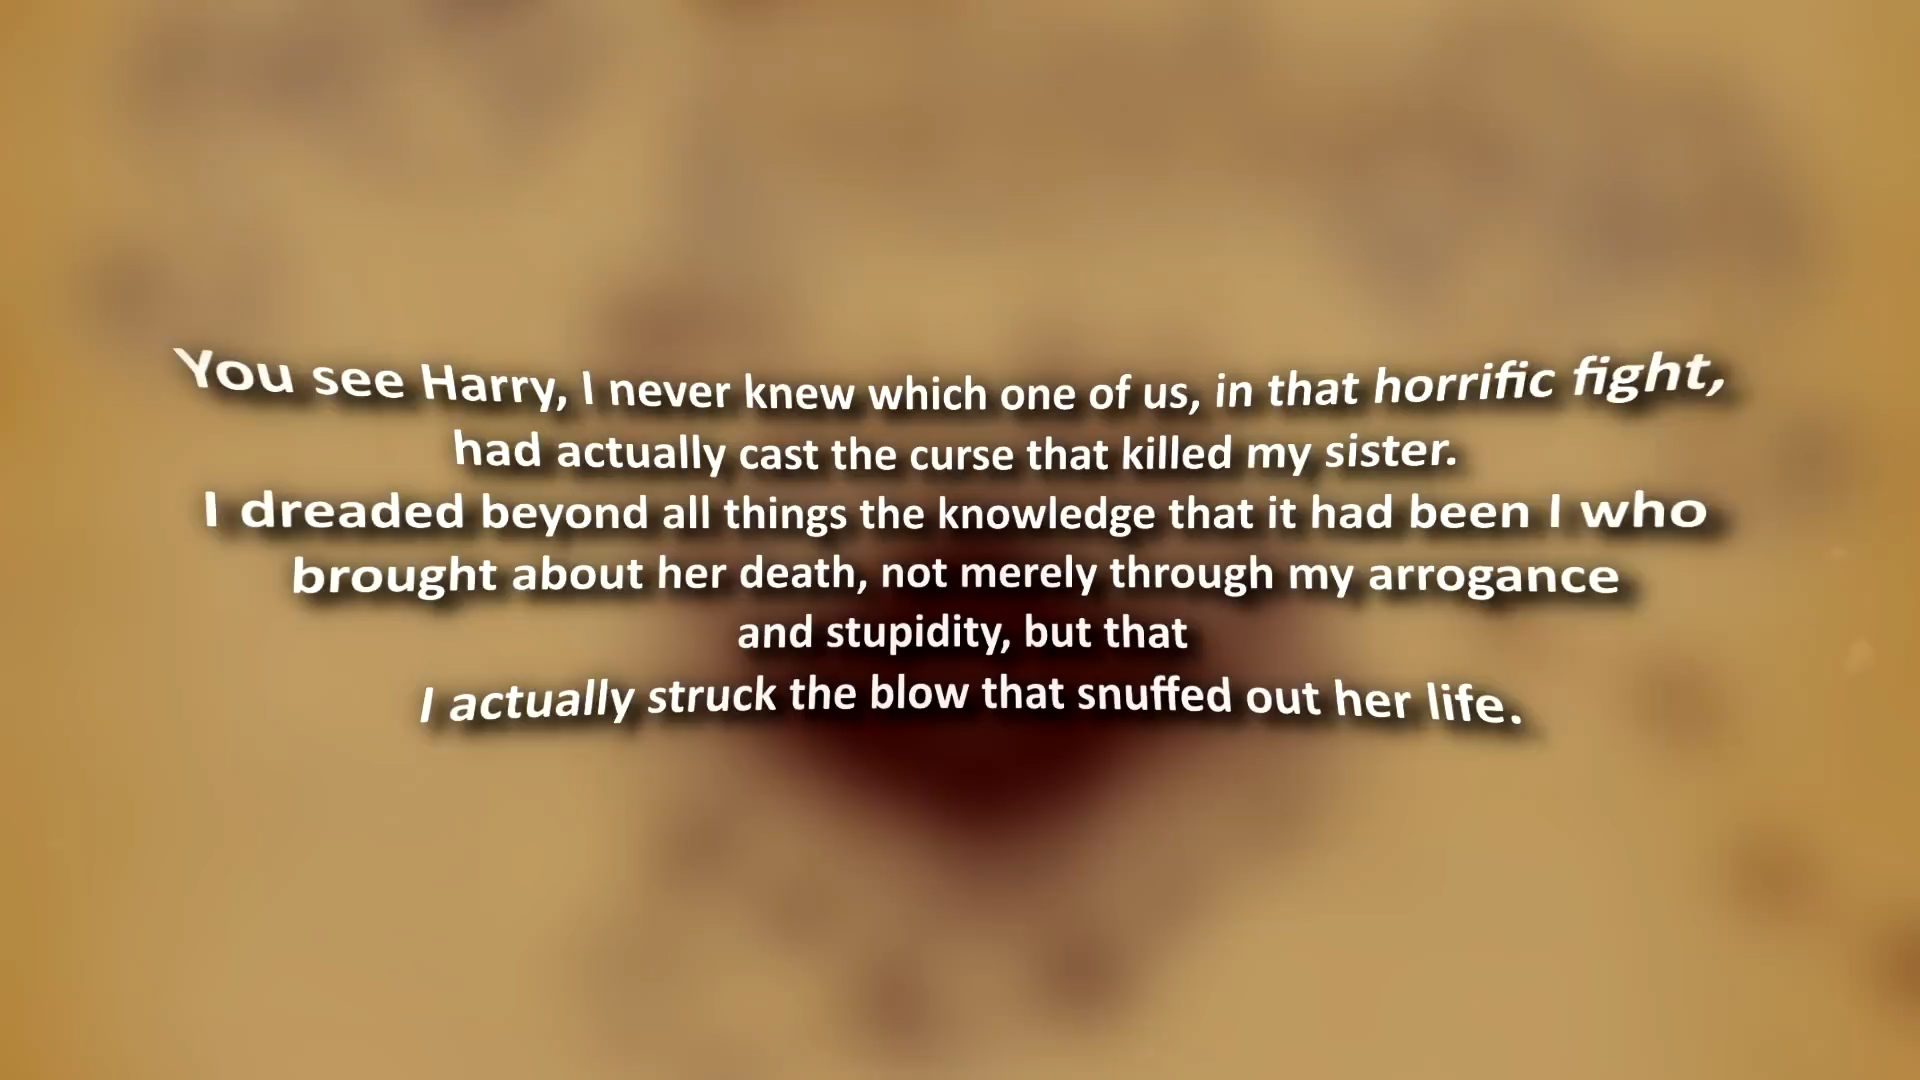 You see Harry, I never knew which one of us, in that horrific fight,
had actually cast the curse that killed my sister.
I dreaded beyond all things the knowledge that it had been I who
brought about her death, not merely through my arrogance
and stupidity, but that
I actually struck the blow that snuffed out her life.